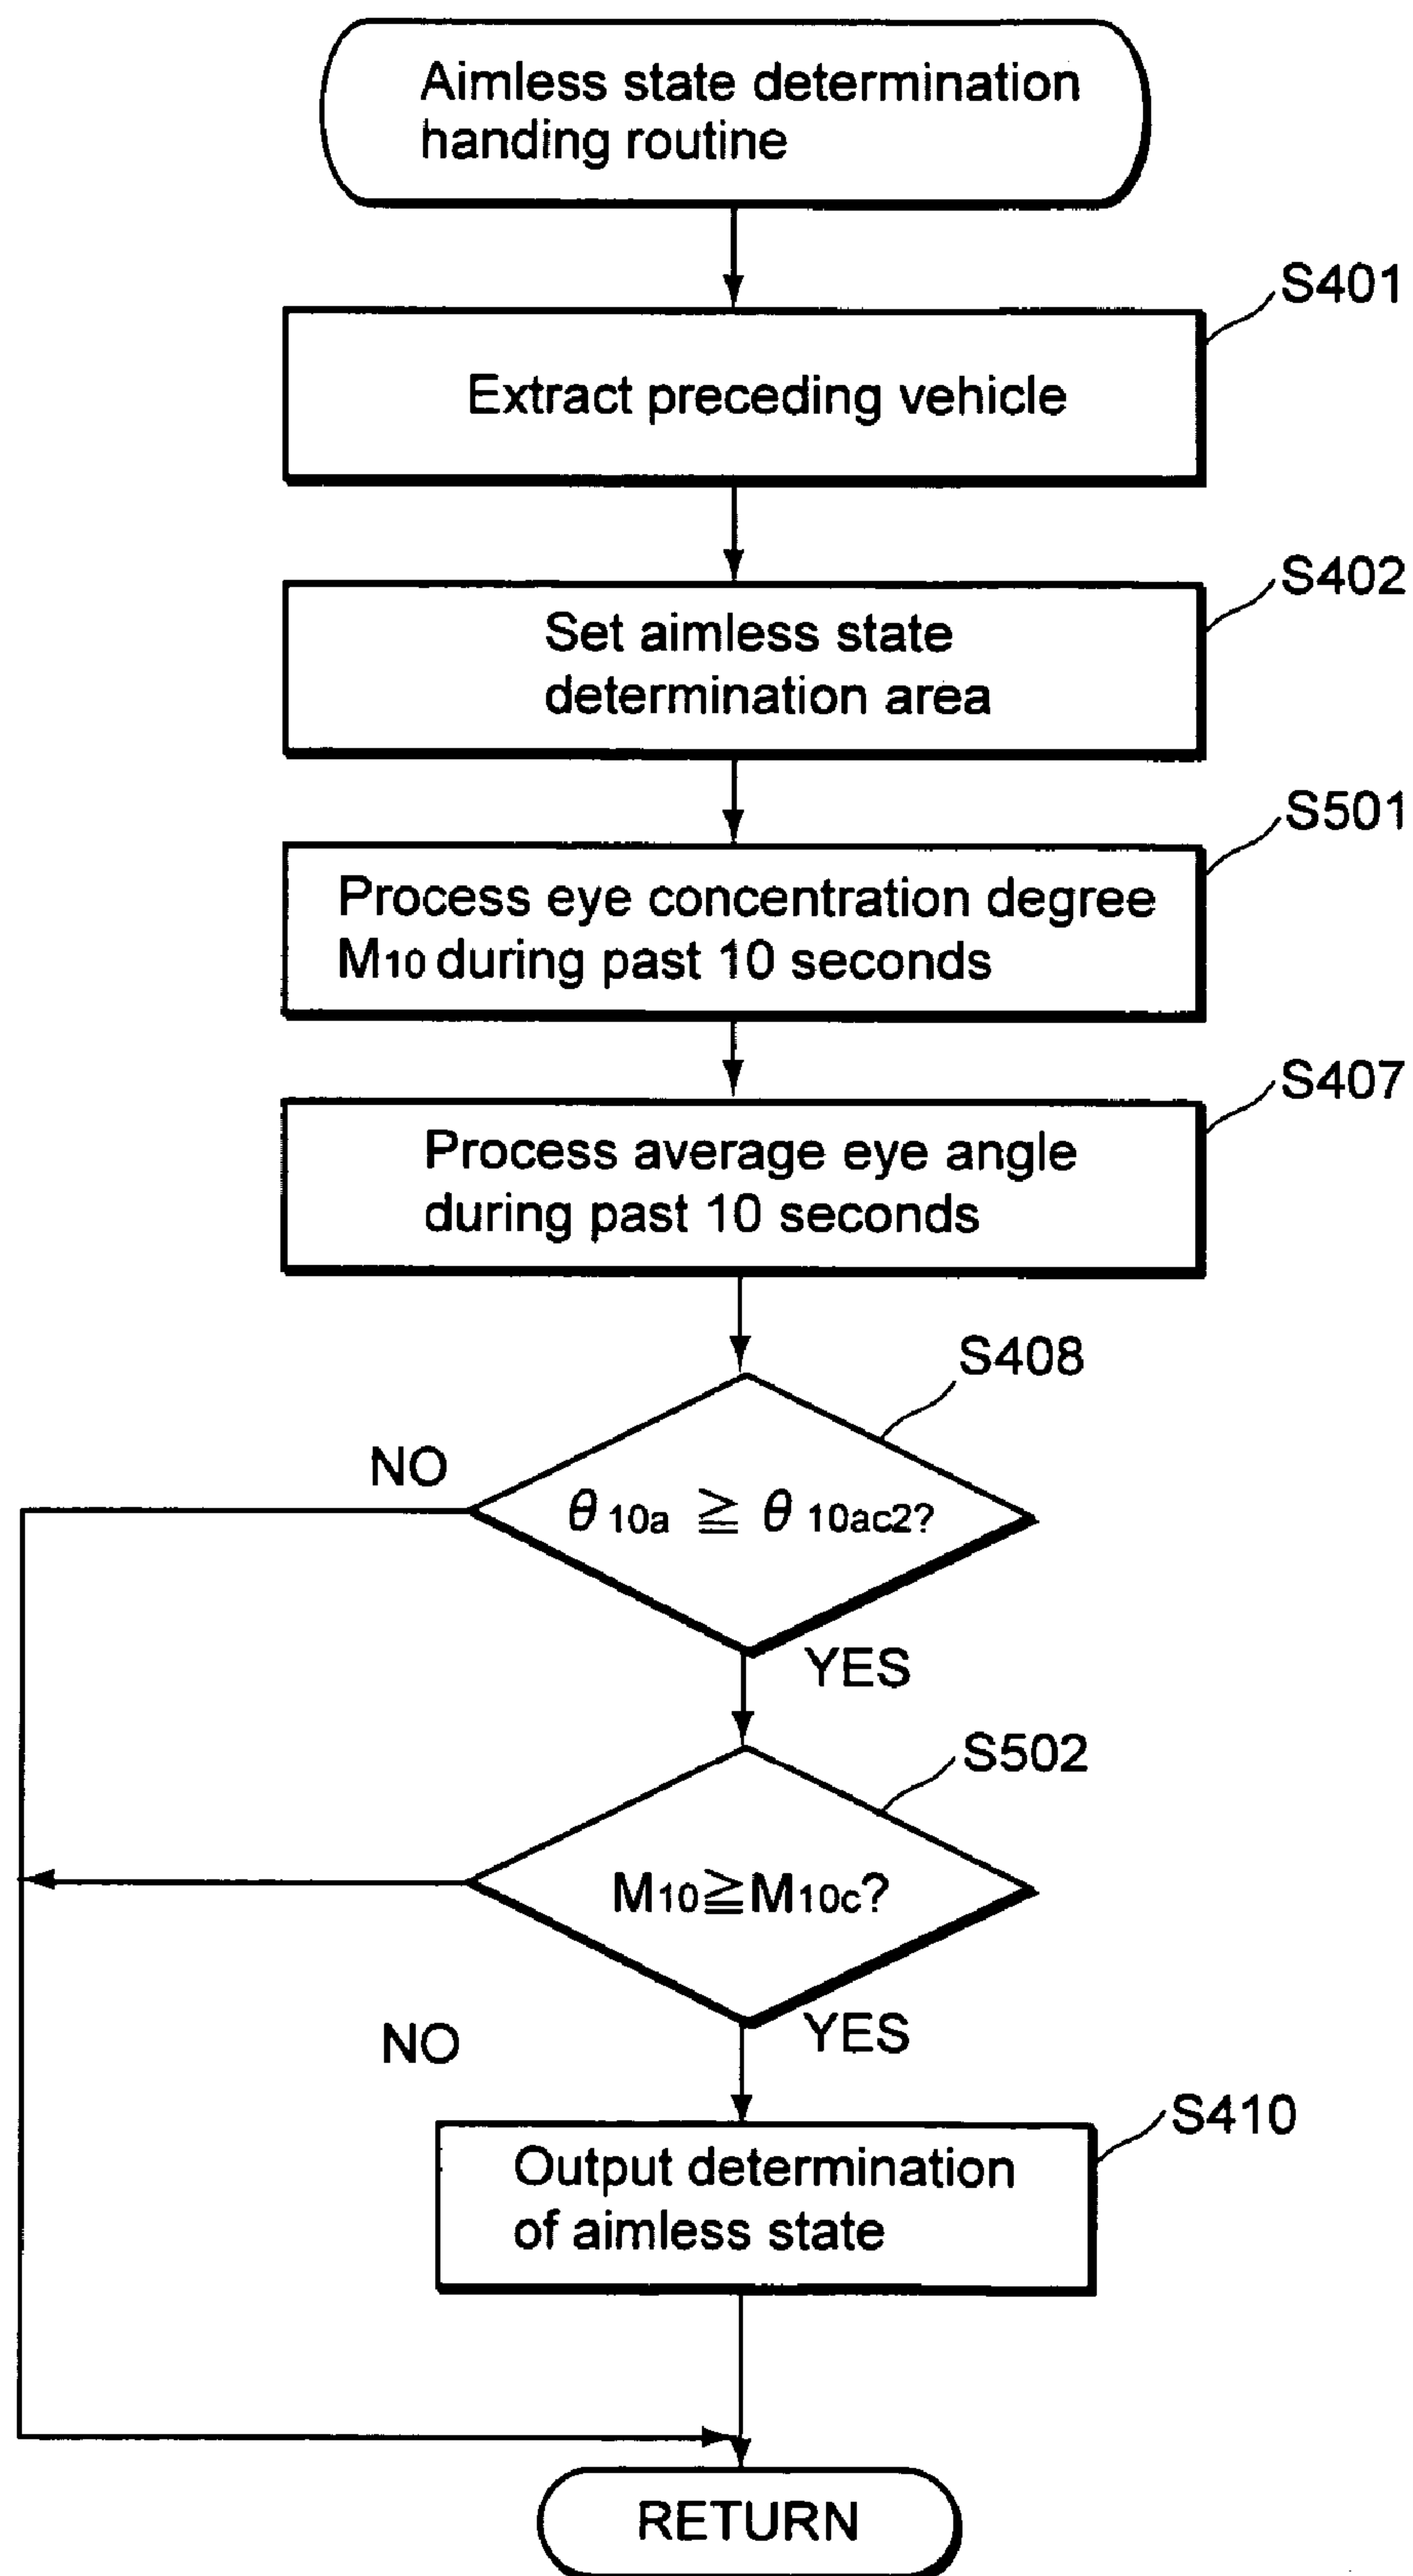 Aimless state determination
handing routine
S401
Extract preceding vehicle
S402
Set aimless state
determination area
S501
Process eye concentration degree
M10 during past 10 seconds
S407
Process average eye angle
during past 10 seconds
S408
NO
θ 10a ≧ θ 10ac2?
YES
S502
M10≧M10c?
NO
YES
S410
Output determination
of aimless state
RETURN